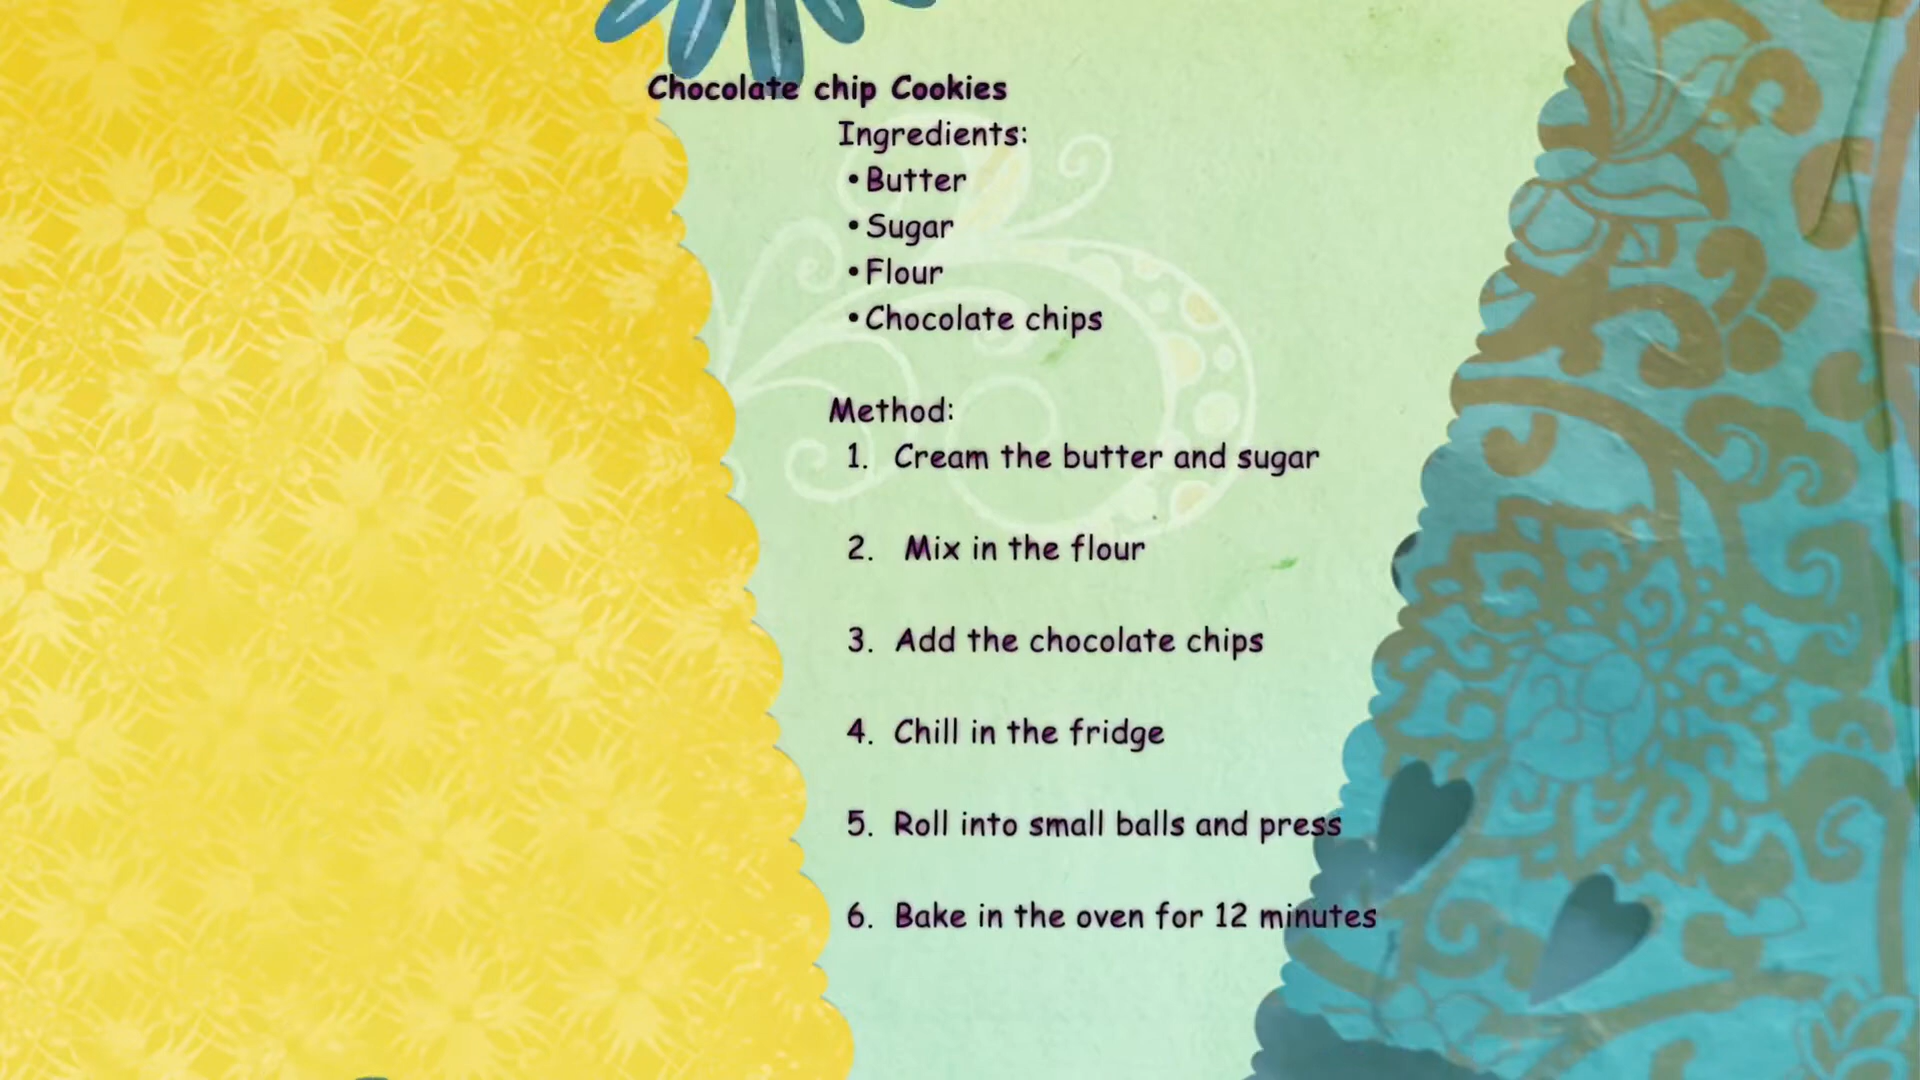 Chocolate chip Cookies
Ingredients:
• Butter
• Sugar
• Flour
• Chocolate chips
Method:
1. Cream the butter and sugar
2. Mix in the flour
3. Add the chocolate chips
4. Chill in the fridge
5. Roll into small balls and press
6. Bake in the oven for 12 minutes